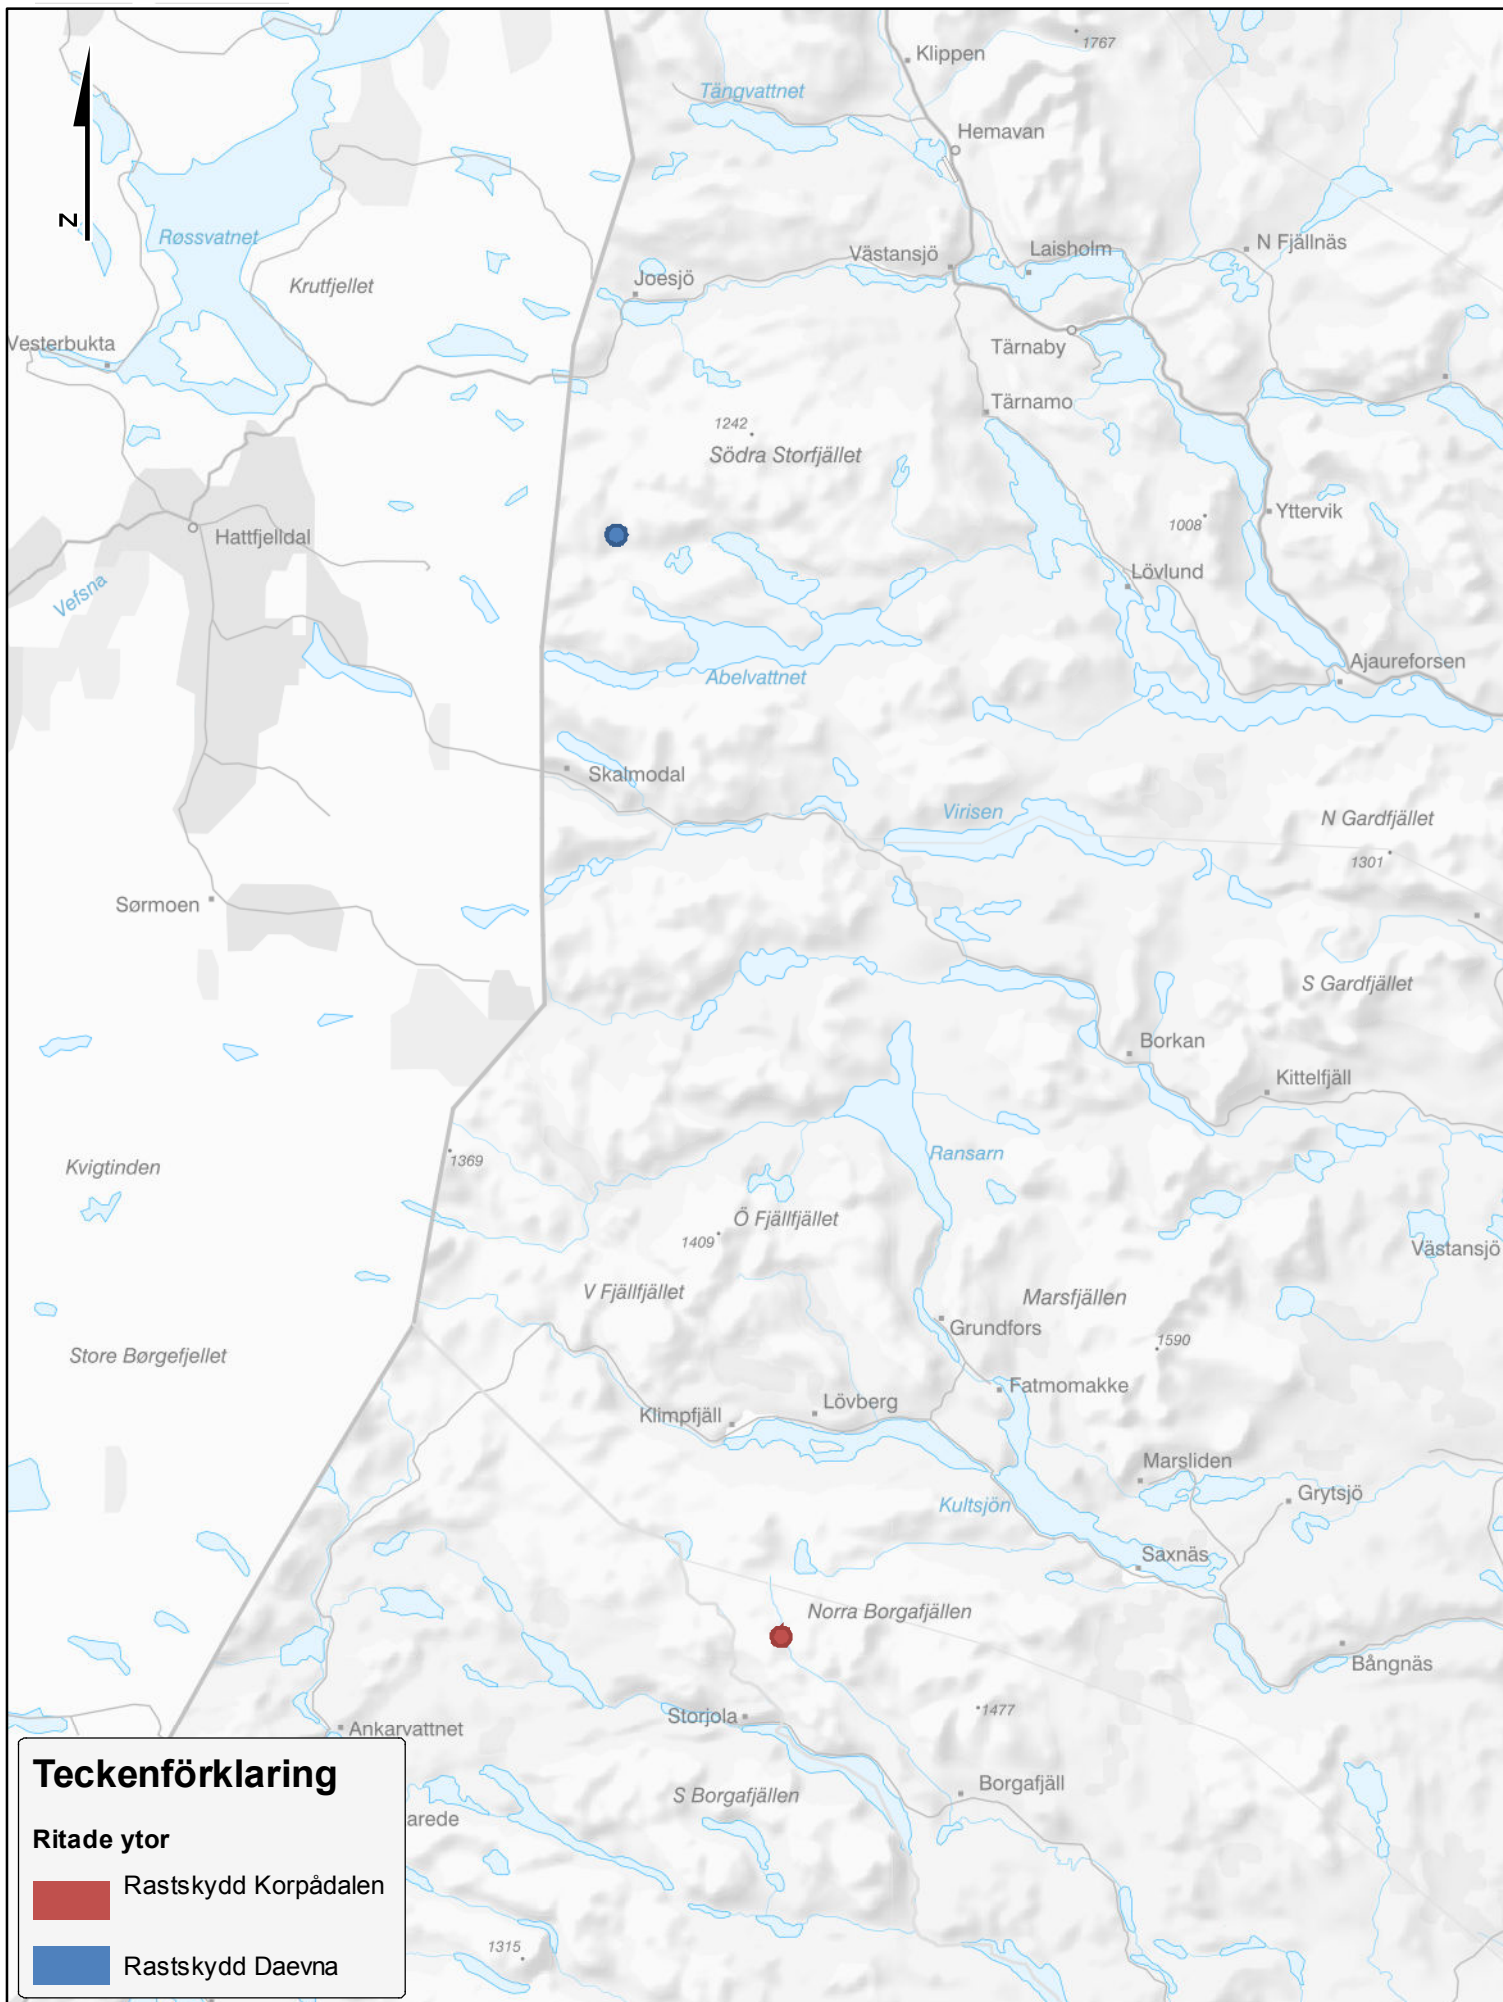 1767
Klippen
Tängvattnet
Hemavan
N
Røssvatnet
Västansjö
Laisholm
N Fjällnäs
Krutfjellet
Joesjö
Vesterbukta
Tärnaby
Tärnamo
1242
Södra Storfjället
Hattfjelldal
1008
Yttervik
Vefsna
Lövlund
Abelvattnet
Ajaureforsen
Skalmodal
Virisen
N Gardfjället
1301
Sørmoen
S Gardfjället
Borkan
Kittelfjäll
1369
Ransarn
Kvigtinden
Ö Fjällfjället
1409
Västansjö
V Fjällfjället
Marsfjällen
Grundfors
1590
Store Børgefjellet
Fatmomakke
Klimpfjäll
Lövberg
Marsliden
Grytsjö
Kultsjön
Saxnäs
Norra Borgafjällen
Bångnäs
1477
Storjola
Ankarvattnet
Borgafjäll
S Borgafjällen
arede
1315
Teckenförklaring
Ritade ytor
Rastskydd Korpådalen
Rastskydd Daevna